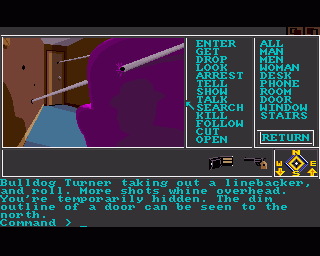 ENTER
GET
DROP
LOOK
ARREST
TELL
SHOW
TALK
SEARCH
KILL
FOLLOW
CUT
OPEN
ALL
MAN
MEN
WOMAN
DESK
PHONE
ROOM
DOOR
WINDOW
STAIRS
RETURN
N
W
E
S
Bulldog Turner taking out a linebacker,
and roll. More shots whine overhead.
You're temporarily hidden. The dim
outline of a door can be seen to the
north.
Command > _